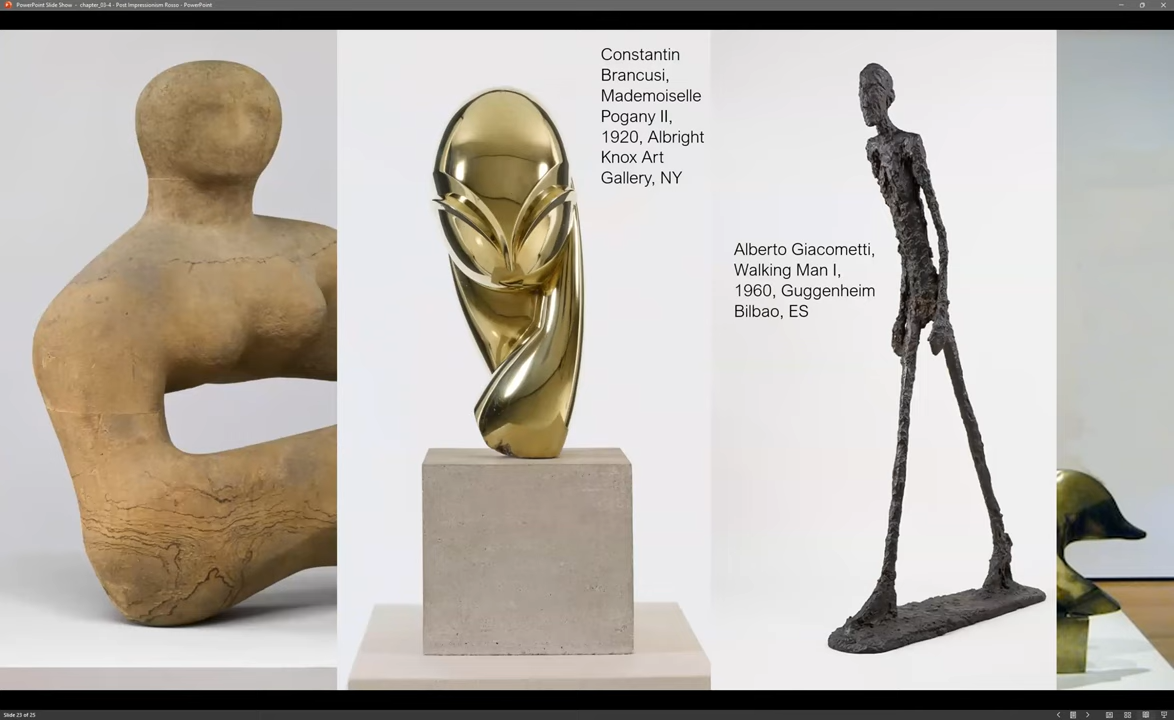 PowerPoint Slide Show - chapter_03-4 - Post Impressionism Rosso - PowerPoint
Constantin
Brancusi,
Mademoiselle
Pogany II,
1920, Albright
Knox Art
Gallery, NY
Alberto Giacometti,
Walking Man I,
1960, Guggenheim
Bilbao, ES
Slide 23 of 25